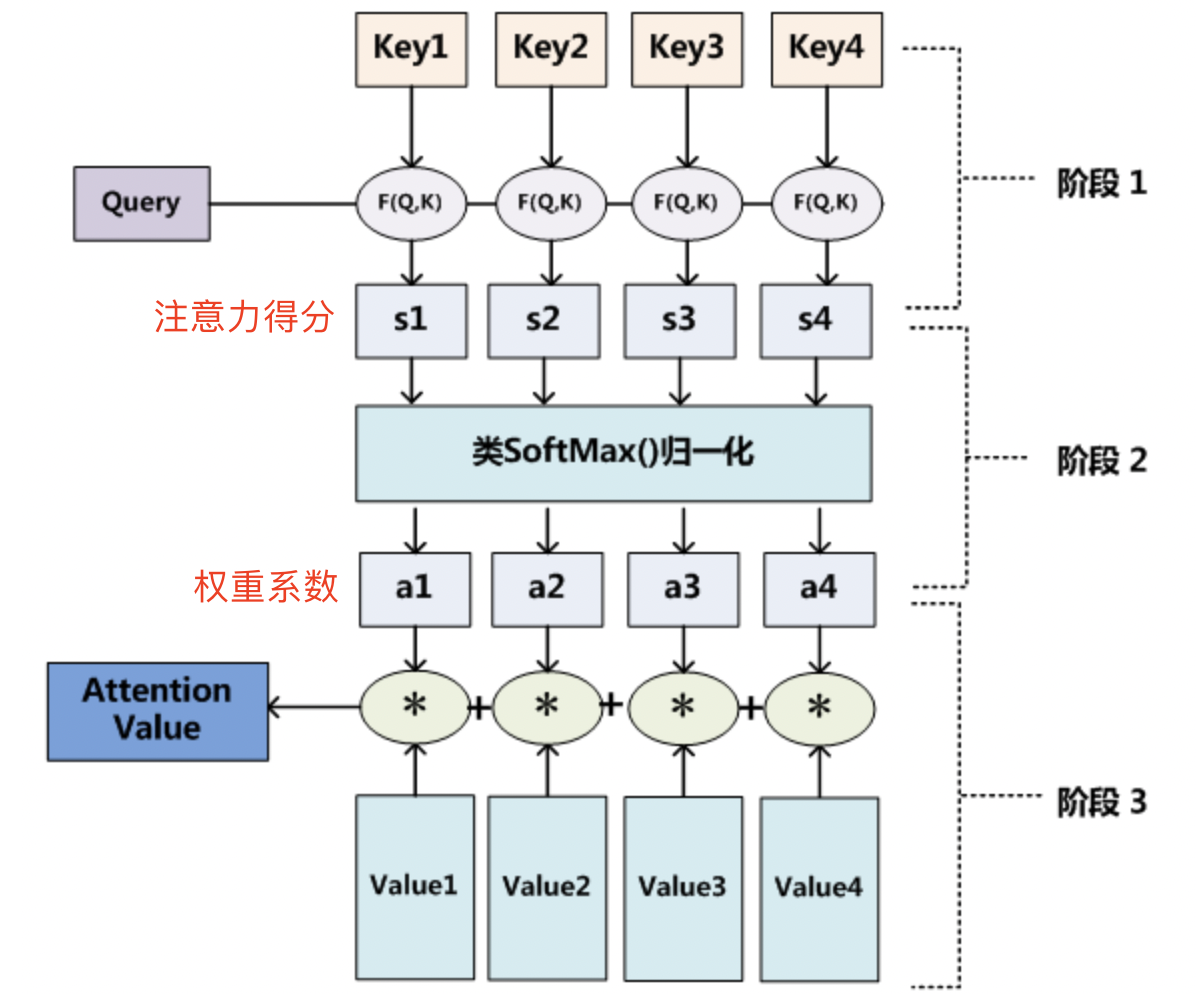 Key1 Key2 Key3 Key4
阶段 1
Query F(Q,K) F(Q,K) F(Q,K) F(Q,K)
注意力得分 s1 s2 s3 s4
类SoftMax()归一化
阶段 2
权重系数 a1 a2 a3 a4
Attention
Value
* + * + * + *
阶段 3
Value1 Value2 Value3 Value4